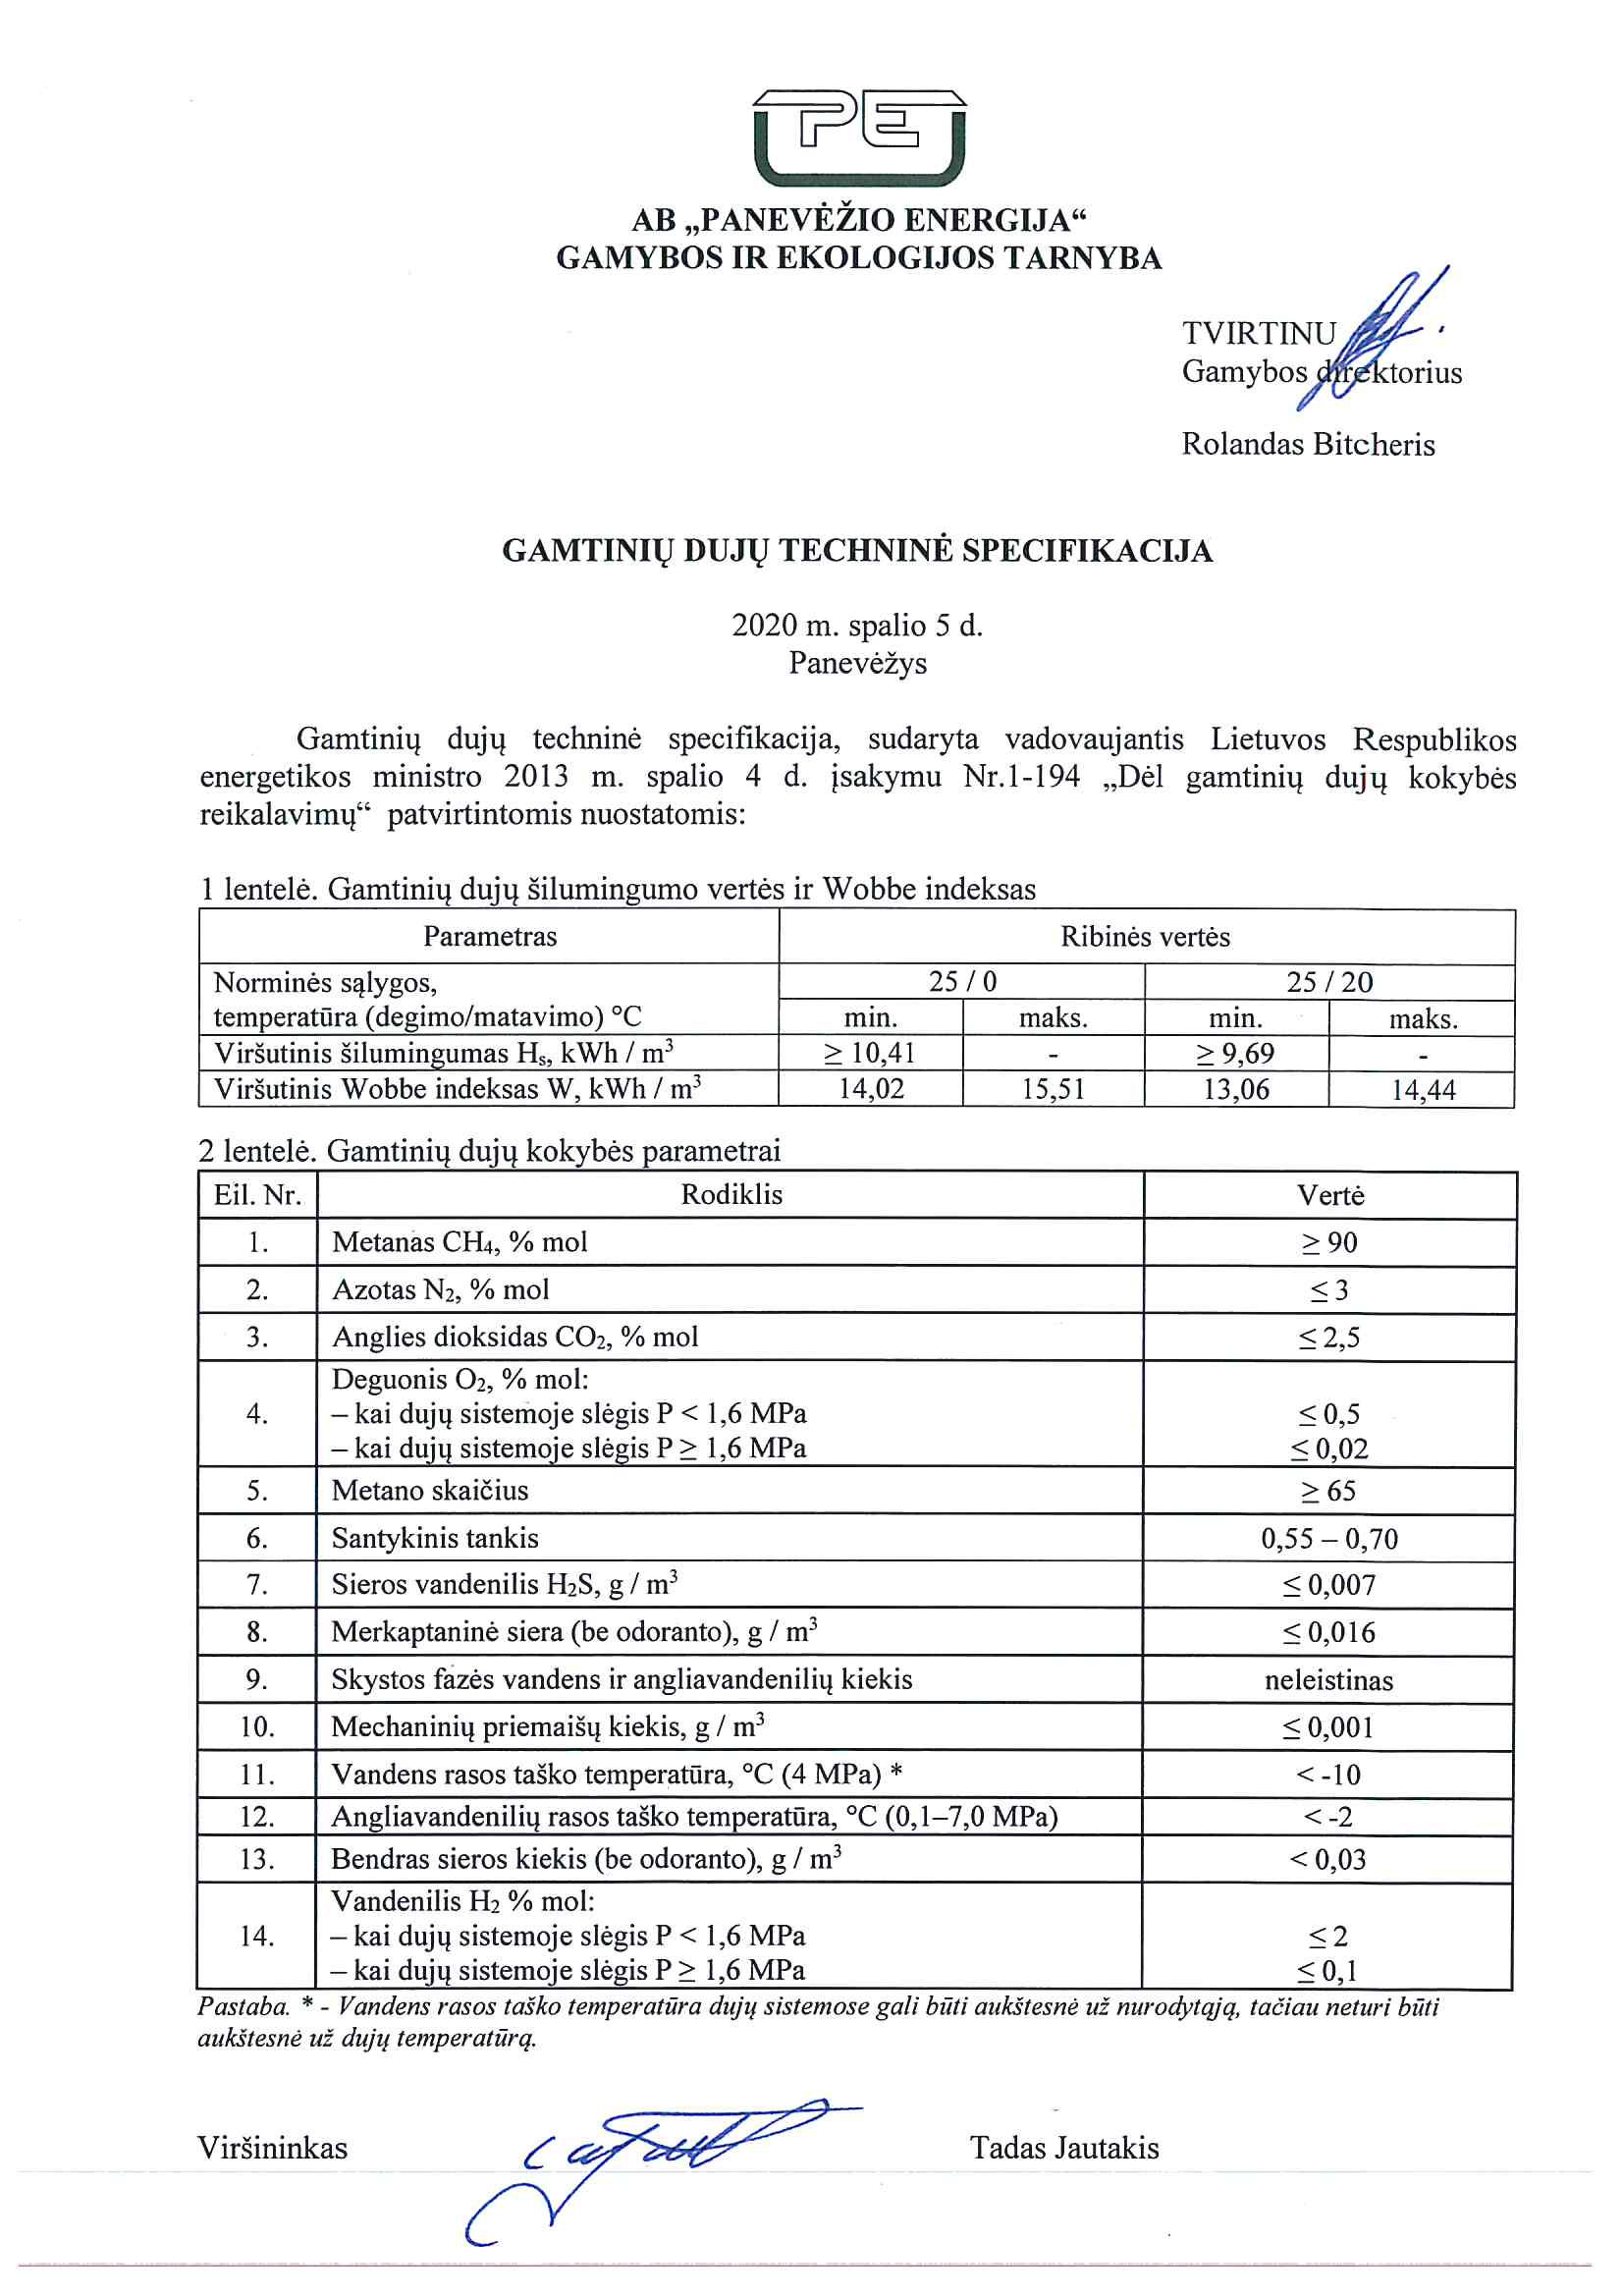 PE
AB „PANEVĖŽIO ENERGIJA“
GAMYBOS IR EKOLOGIJOS TARNYBA
TVIRTINU
Gamybos direktorius
Rolandas Bitcheris
GAMTINIŲ DUJŲ TECHNINĖ SPECIFIKACIJA
2020 m. spalio 5 d.
Panevėžys
Gamtinių dujų techninė specifikacija, sudaryta vadovaujantis Lietuvos Respublikos
energetikos ministro 2013 m. spalio 4 d. įsakymu Nr.1-194 „Dėl gamtinių dujų kokybės
reikalavimų“ patvirtintomis nuostatomis:
1 lentelė. Gamtinių dujų šilumingumo vertės ir Wobbe indeksas
Parametras Ribinės vertės
Norminės sąlygos, 25 / 0 25 / 20
temperatūra (degimo/matavimo) °C min. maks. min. maks.
Viršutinis šilumingumas Hₛ, kWh / m³ ≥ 10,41 - ≥ 9,69 -
Viršutinis Wobbe indeksas W, kWh / m³ 14,02 15,51 13,06 14,44
2 lentelė. Gamtinių dujų kokybės parametrai
Eil. Nr. Rodiklis Vertė
1. Metanas CH₄, % mol ≥ 90
2. Azotas N₂, % mol ≤ 3
3. Anglies dioksidas CO₂, % mol ≤ 2,5
Deguonis O₂, % mol:
4. – kai dujų sistemoje slėgis P < 1,6 MPa ≤ 0,5
– kai dujų sistemoje slėgis P ≥ 1,6 MPa ≤ 0,02
5. Metano skaičius ≥ 65
6. Santykinis tankis 0,55 – 0,70
7. Sieros vandenilis H₂S, g / m³ ≤ 0,007
8. Merkaptaninė siera (be odoranto), g / m³ ≤ 0,016
9. Skystos fazės vandens ir angliavandenilių kiekis neleistinas
10. Mechaninių priemaišų kiekis, g / m³ ≤ 0,001
11. Vandens rasos taško temperatūra, °C (4 MPa) * < -10
12. Angliavandenilių rasos taško temperatūra, °C (0,1–7,0 MPa) < -2
13. Bendras sieros kiekis (be odoranto), g / m³ < 0,03
Vandenilis H₂ % mol:
14. – kai dujų sistemoje slėgis P < 1,6 MPa ≤ 2
– kai dujų sistemoje slėgis P ≥ 1,6 MPa ≤ 0,1
Pastaba. * - Vandens rasos taško temperatūra dujų sistemose gali būti aukštesnė už nurodytąją, tačiau neturi būti
aukštesnė už dujų temperatūrą.
Viršininkas Tadas Jautakis